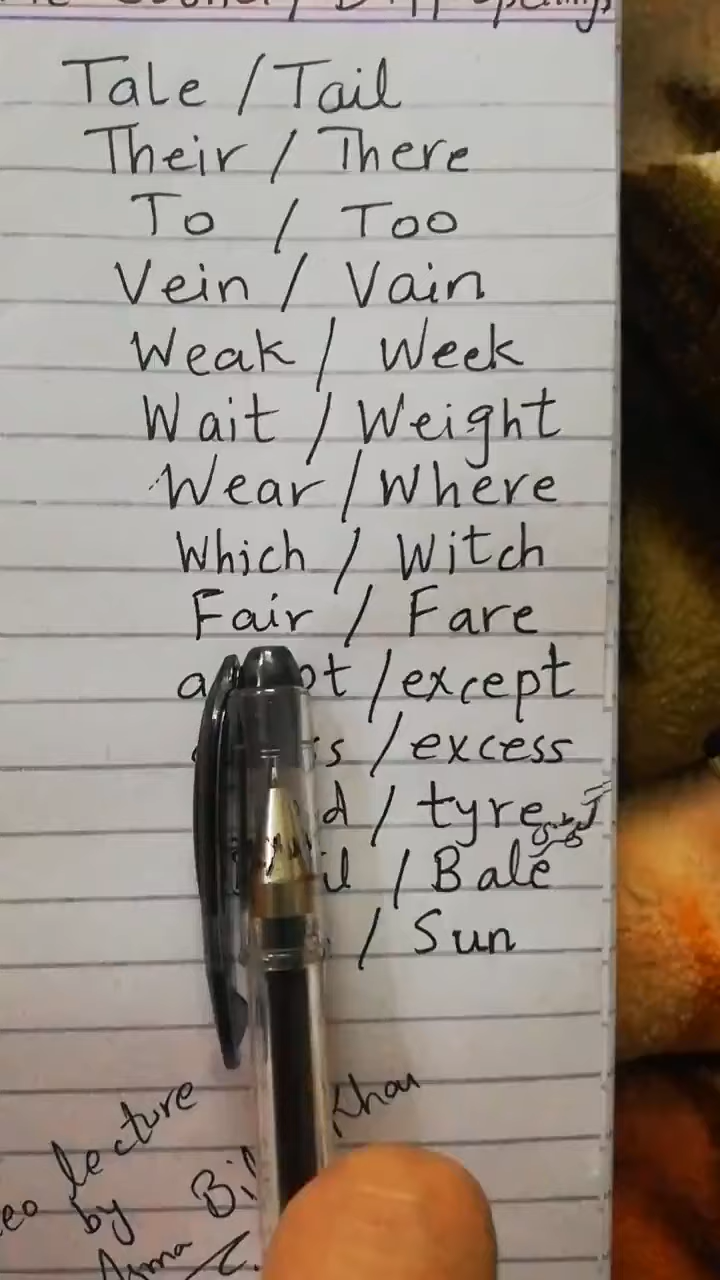 Tale / Tail
Their / There
To / Too
Vein / Vain
Weak / Week
Wait / Weight
Wear / Where
Which / Witch
Fair / Fare
/ except
/ excess
/ tyre
/ Bale
/ Sun
lecture
by Khan